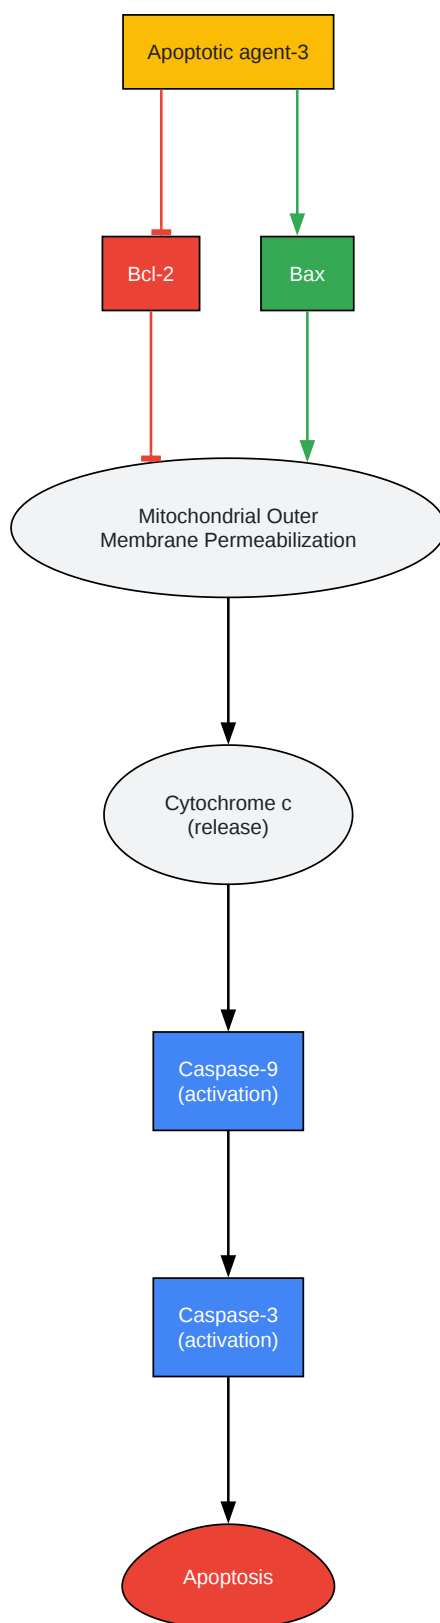 Apoptotic agent-3
Bcl-2
Bax
Mitochondrial Outer
Membrane Permeabilization
Cytochrome c
(release)
Caspase-9
(activation)
Caspase-3
(activation)
Apoptosis